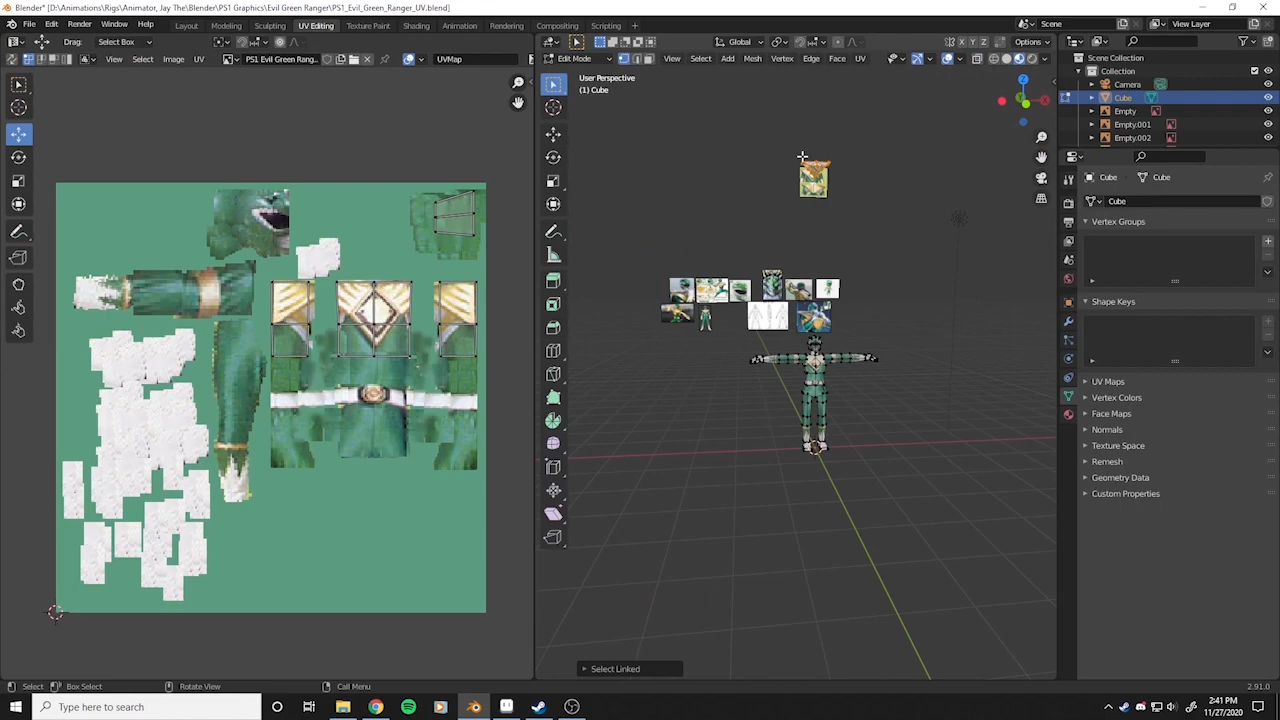 Blender* [D:\Animations\Rigs\Animator, Jay The\Blender\PS1 Graphics\Evil Green Ranger\PS1_Evil_Green_Ranger_UV.blend]
File Edit Render Window Help Layout Modeling Sculpting UV Editing Texture Paint Shading Animation Rendering Compositing Scripting + Scene View Layer
Drag: Select Box Global X Y Z Options
View Select Image UV PS1 Evil Green Rang.. UVMap Edit Mode View Select Add Mesh Vertex Edge Face UV
User Perspective
(1) Cube
Z
Scene Collection
Collection
Camera
Cube
Empty
Empty.001
Empty.002
Cube Cube
Cube
Vertex Groups
Shape Keys
UV Maps
Vertex Colors
Face Maps
Normals
Texture Space
Remesh
Geometry Data
Custom Properties
Select Linked
Select Box Select Rotate View Call Menu 2.91.0
Type here to search
2:41 PM
11/27/2020